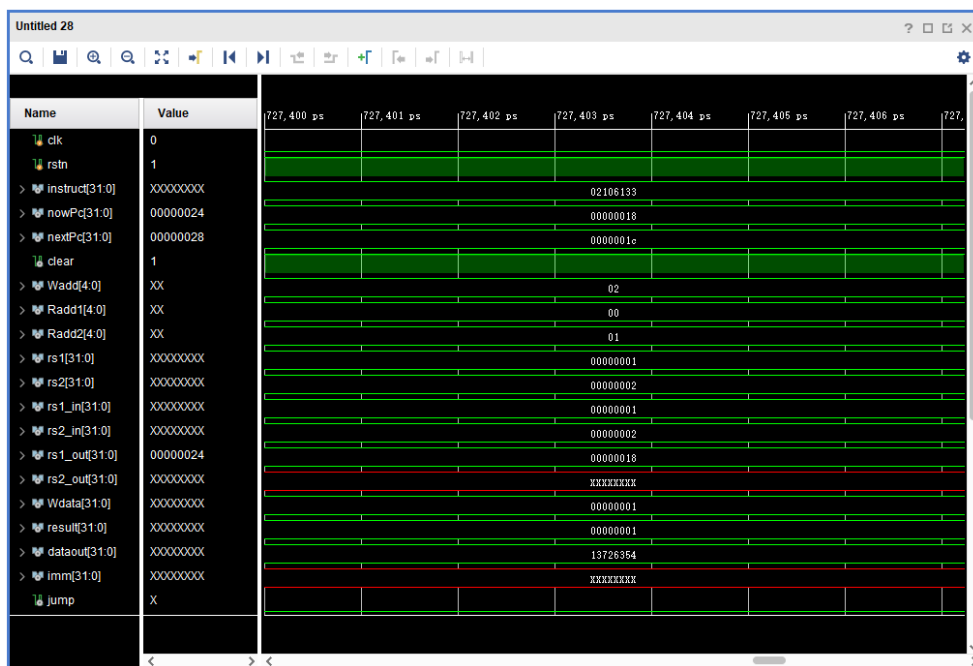 Untitled 28
Name Value 727,400 ps 727,401 ps 727,402 ps 727,403 ps 727,404 ps 727,405 ps 727,406 ps 727,
clk 0
rstn 1
instruct[31:0] XXXXXXXX 02106133
nowPc[31:0] 00000024 00000018
nextPc[31:0] 00000028 0000001c
clear 1
Wadd[4:0] XX 02
Radd1[4:0] XX 00
Radd2[4:0] XX 01
rs1[31:0] XXXXXXXX 00000001
rs2[31:0] XXXXXXXX 00000002
rs1_in[31:0] XXXXXXXX 00000001
rs2_in[31:0] XXXXXXXX 00000002
rs1_out[31:0] 00000024 00000018
rs2_out[31:0] XXXXXXXX XXXXXXXX
Wdata[31:0] XXXXXXXX 00000001
result[31:0] XXXXXXXX 00000001
dataout[31:0] XXXXXXXX 13726354
imm[31:0] XXXXXXXX XXXXXXXX
jump X